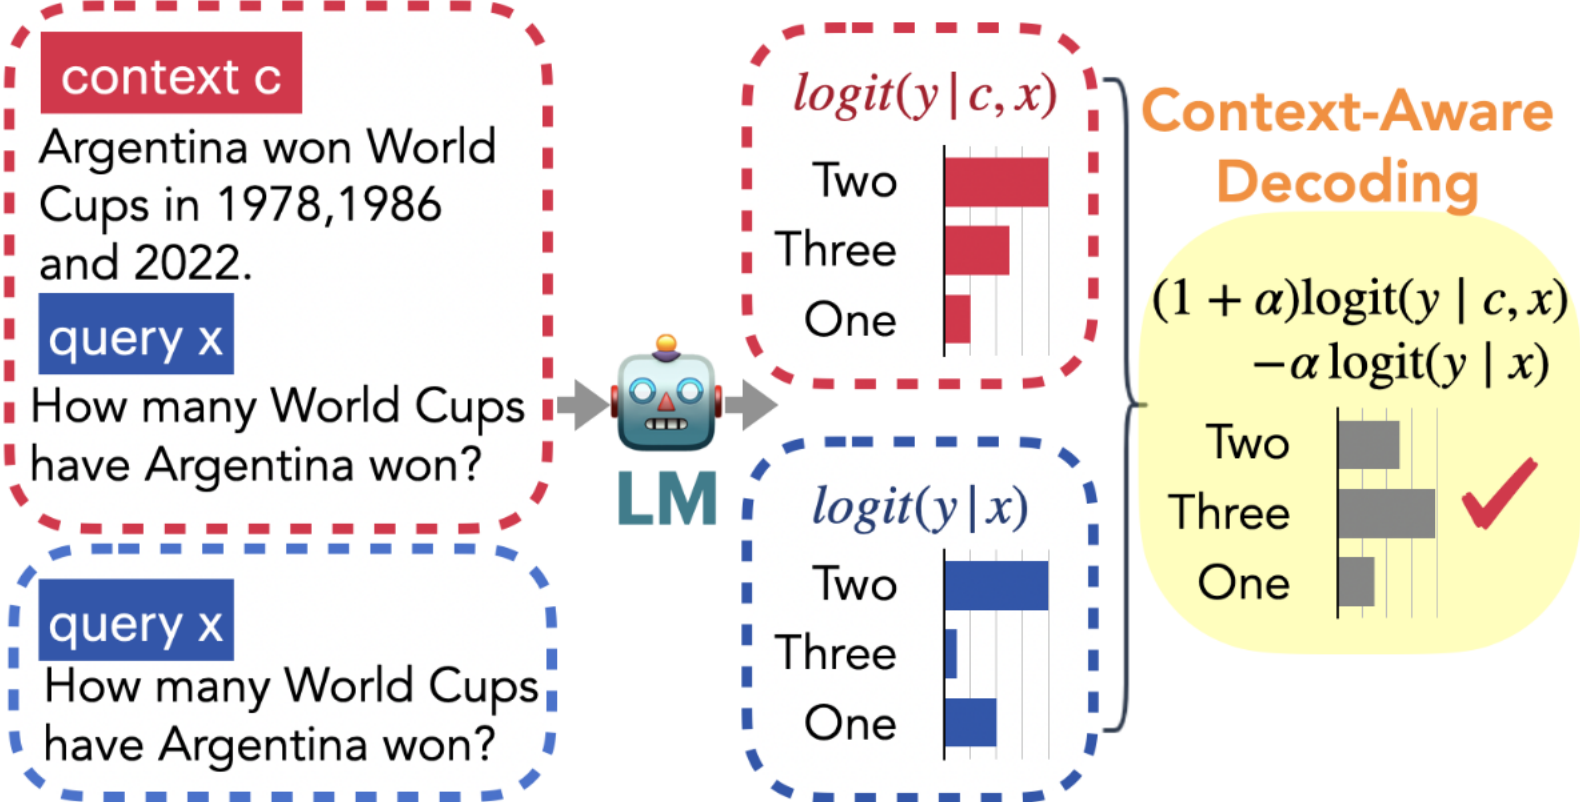 context c
Argentina won World
Cups in 1978,1986
and 2022.
query x
How many World Cups
have Argentina won?
query x
How many World Cups
have Argentina won?
LM
logit(y | c, x)
Two
Three
One
logit(y | x)
Two
Three
One
Context-Aware
Decoding
(1 + α)logit(y | c, x)
−α logit(y | x)
Two
Three
One